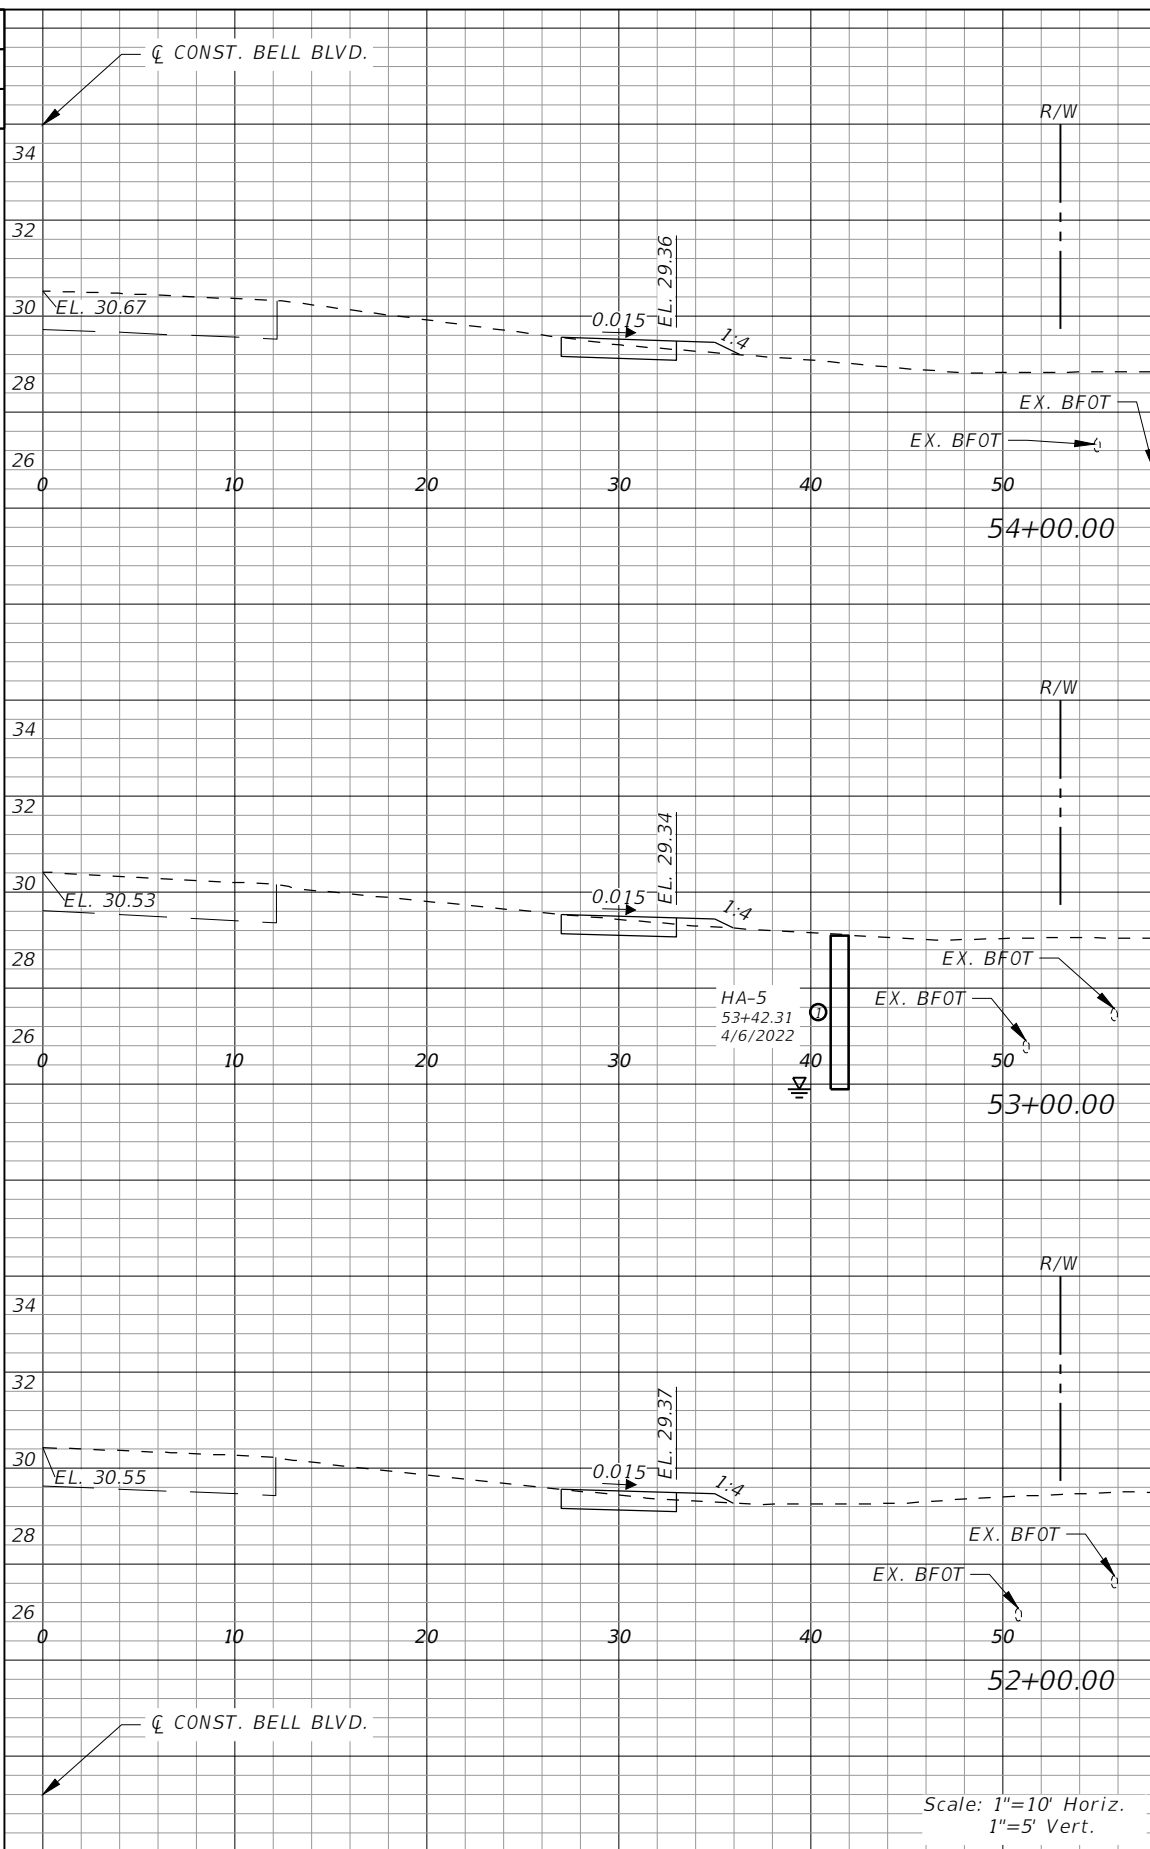 ℄ CONST. BELL BLVD.
R/W
34
32
EL. 29.36
30
EL. 30.67
0.015
1:4
28
EX. BFOT
EX. BFOT
26
0 10 20 30 40 50
54+00.00
R/W
34
32
EL. 29.34
30
EL. 30.53
0.015
1:4
28
EX. BFOT
HA-5
EX. BFOT
53+42.31
1
4/6/2022
26
0 10 20 30 40 50
53+00.00
R/W
34
32
EL. 29.37
30
EL. 30.55
0.015
1:4
28
EX. BFOT
EX. BFOT
26
0 10 20 30 40 50
52+00.00
℄ CONST. BELL BLVD.
Scale: 1"=10' Horiz.
1"=5' Vert.